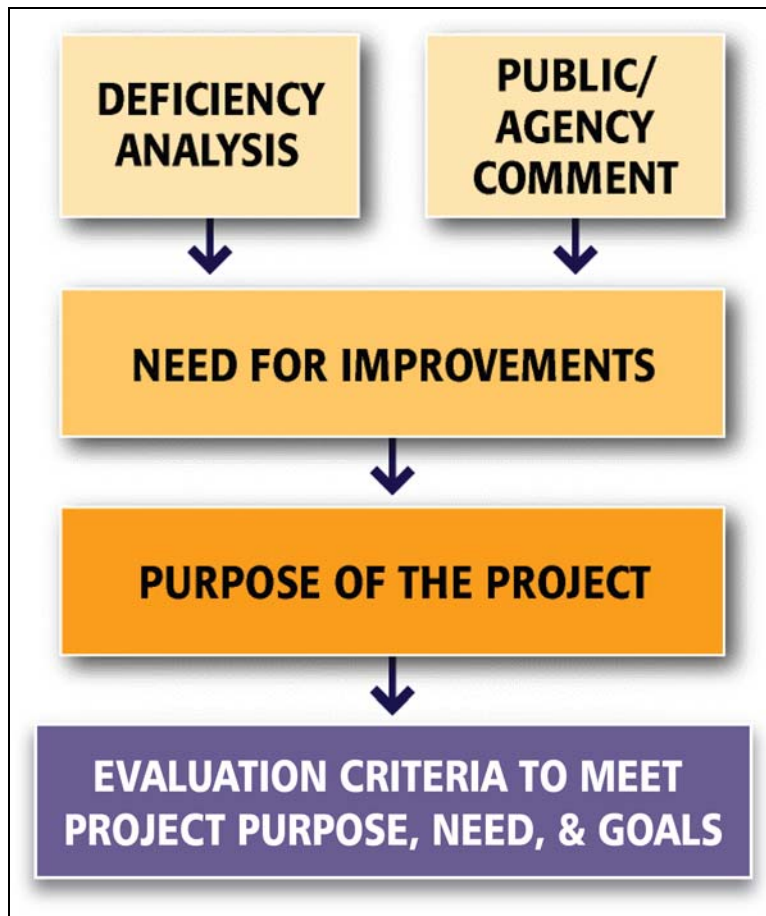 DEFICIENCY
ANALYSIS
PUBLIC/
AGENCY
COMMENT
NEED FOR IMPROVEMENTS
PURPOSE OF THE PROJECT
EVALUATION CRITERIA TO MEET
PROJECT PURPOSE, NEED, & GOALS